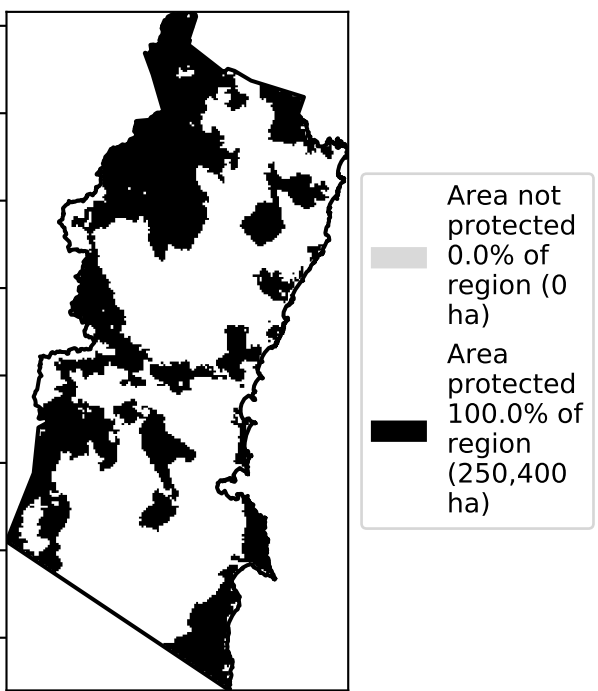 Area not
protected
0.0% of
region (0
ha)
Area
protected
100.0% of
region
(250,400
ha)